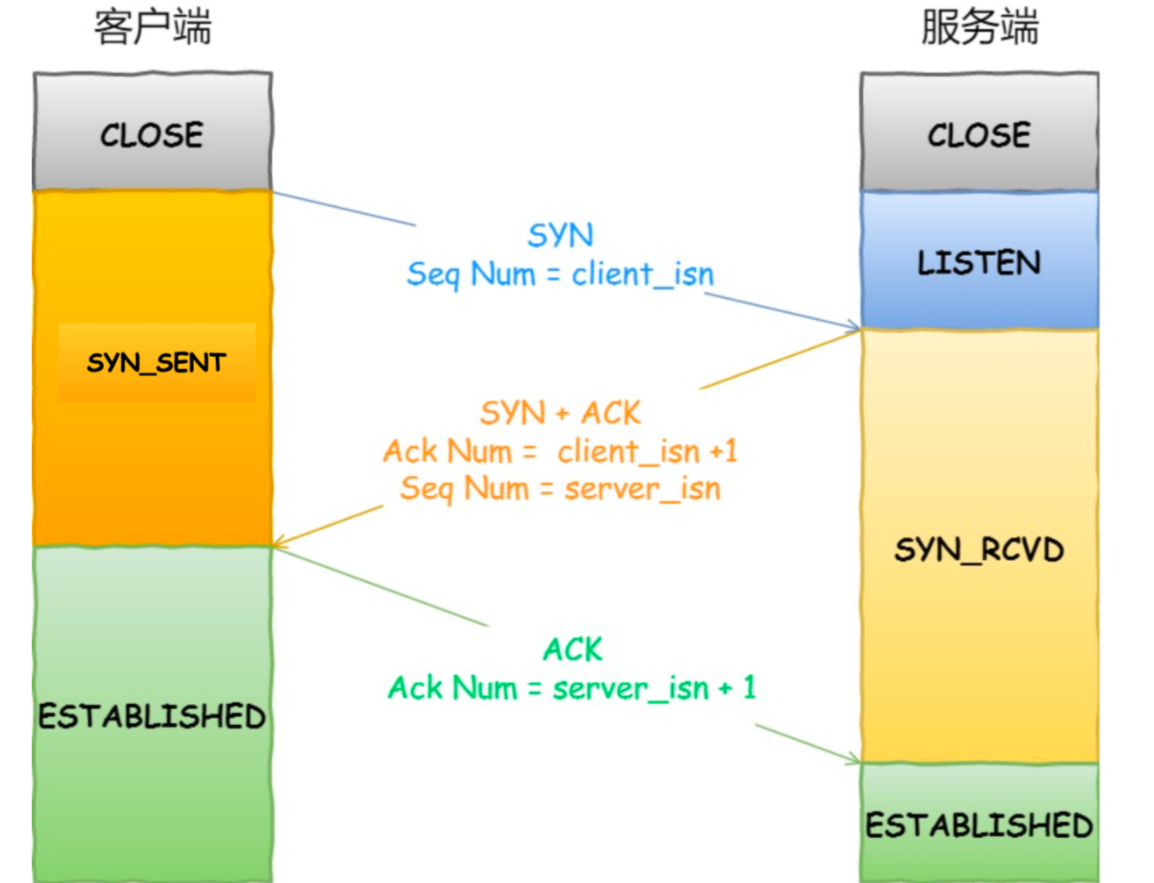 客户端
服务端
CLOSE
CLOSE
SYN
Seq Num = client_isn
LISTEN
SYN_SENT
SYN + ACK
Ack Num = client_isn +1
Seq Num = server_isn
SYN_RCVD
ACK
Ack Num = server_isn + 1
ESTABLISHED
ESTABLISHED